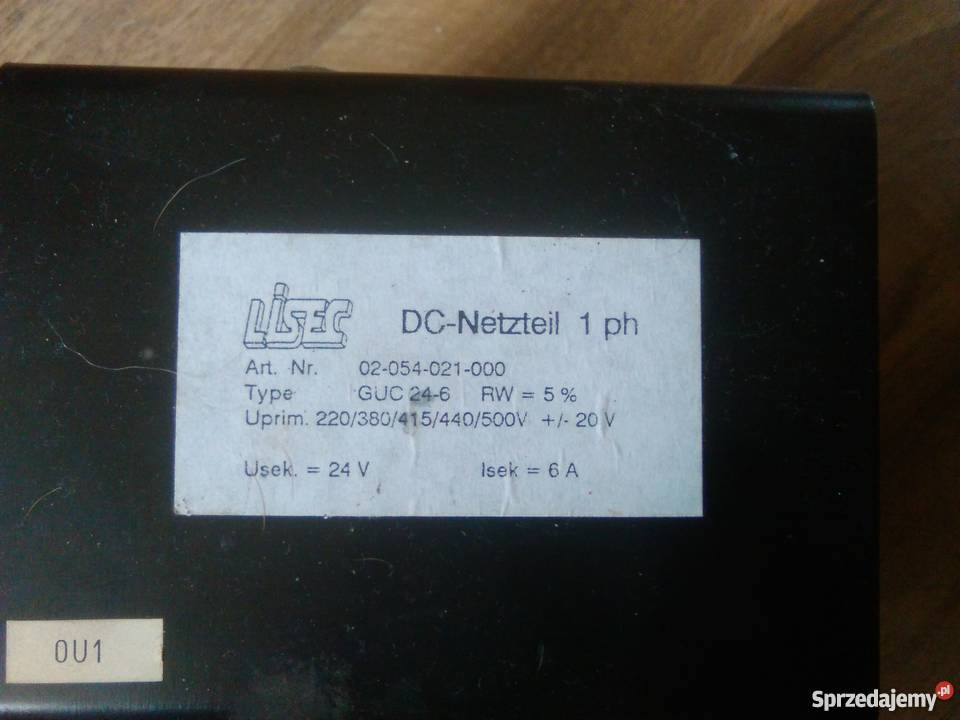 LiSEC DC-Netzteil 1 ph
Art. Nr. 02-054-021-000
Type GUC 24-6 RW = 5 %
Uprim. 220/380/415/440/500V +/- 20 V
Usek. = 24 V Isek = 6 A
0U1
Sprzedajemy.pl